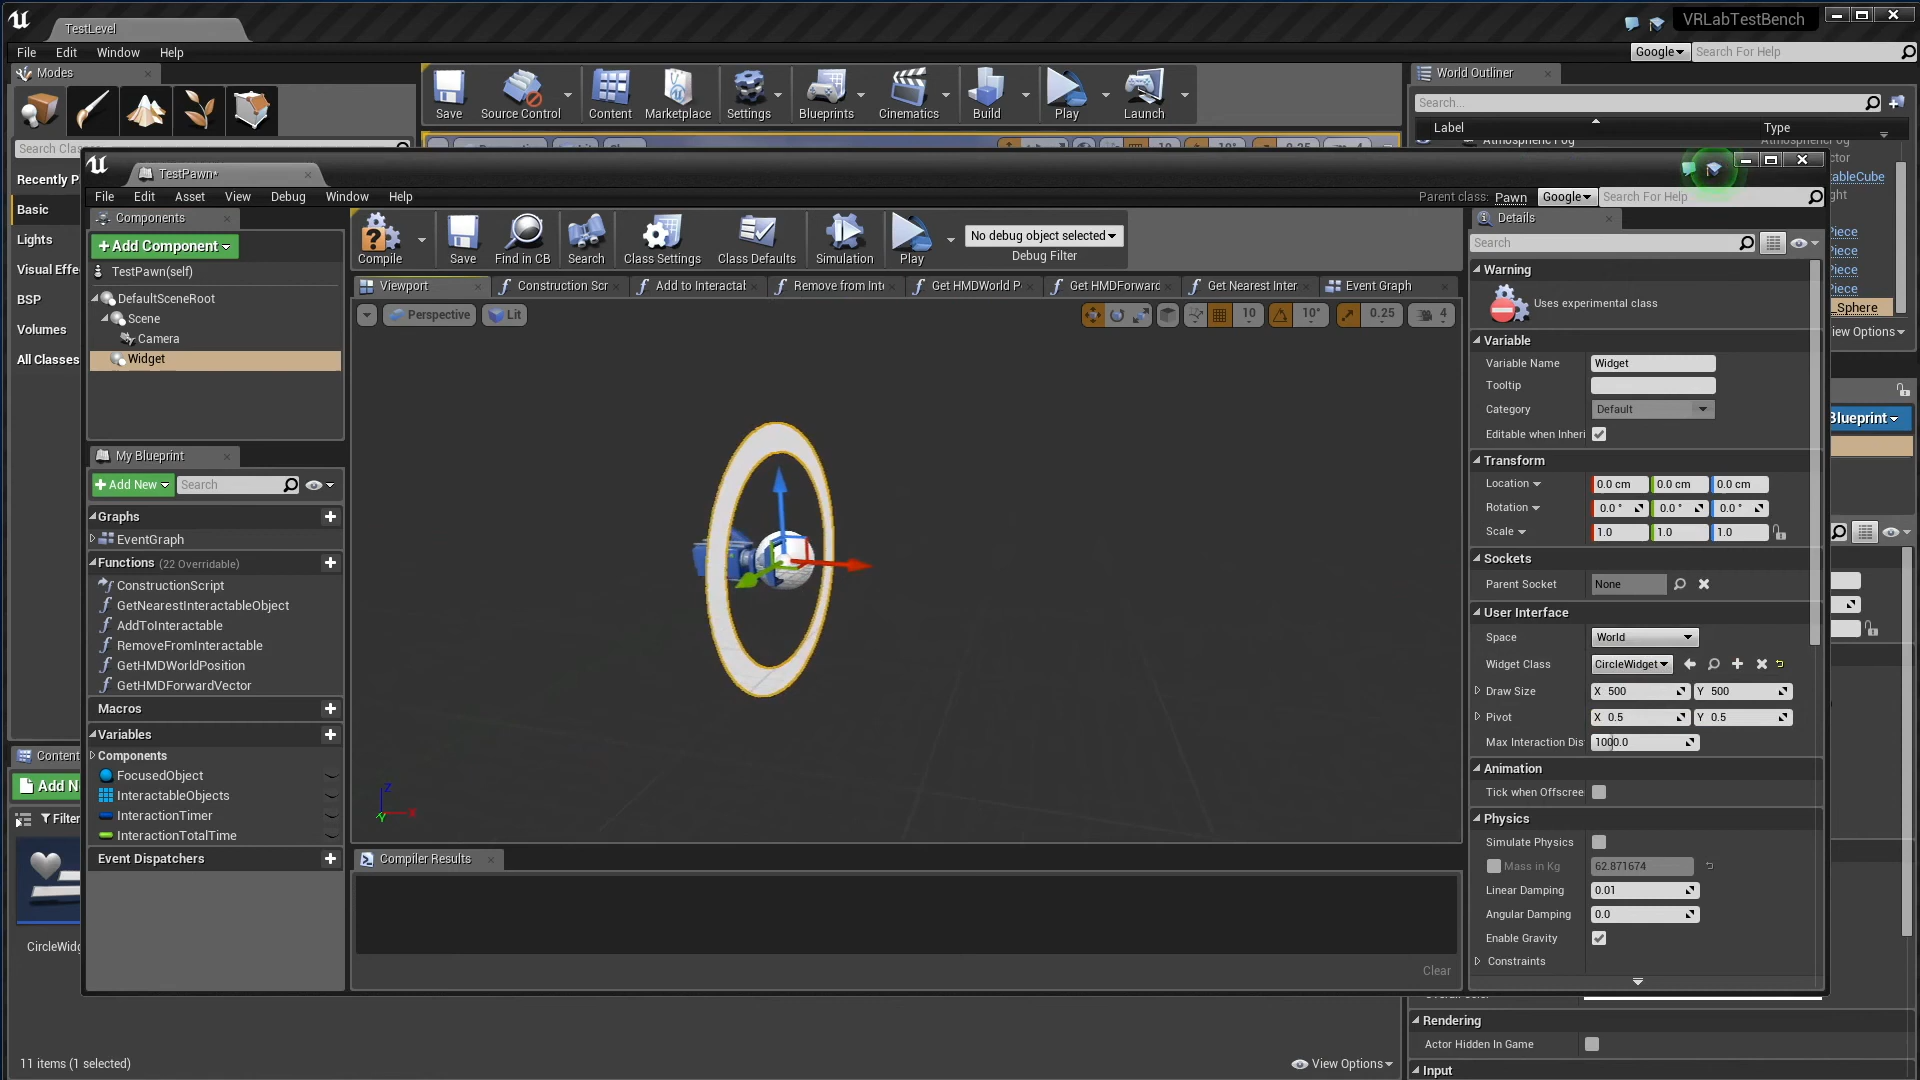 TestLevel
VRLabTestBench
File Edit Window Help
Google Search For Help
Modes
Save Source Control Content Marketplace Settings Blueprints Cinematics Build Play Launch
World Outliner
Search...
Label Type
Search Clas
Recently P
Basic
Lights
Visual Effe
BSP
Volumes
All Classes
Atmospheric Fog
ctor
tableCube
ght
Piece
Piece
Piece
Piece
_Sphere
iew Options
Blueprint
TestPawn*
File Edit Asset View Debug Window Help
Parent class: Pawn Google Search For Help
Components
+Add Component
TestPawn(self)
DefaultSceneRoot
Scene
Camera
Widget
Compile Save Find in CB Search Class Settings Class Defaults Simulation Play
No debug object selected
Debug Filter
Viewport Construction Scr Add to Interactal Remove from Inte Get HMDWorld P Get HMDForward Get Nearest Inter Event Graph
Perspective Lit
10 10° 0.25 4
Z
X
Y
My Blueprint
+Add New Search
Graphs
EventGraph
Functions (22 Overridable)
ConstructionScript
GetNearestInteractableObject
AddToInteractable
RemoveFromInteractable
GetHMDWorldPosition
GetHMDForwardVector
Macros
Variables
Components
FocusedObject
InteractableObjects
InteractionTimer
InteractionTotalTime
Event Dispatchers
Compiler Results
Clear
Details
Search
Warning
Uses experimental class
Variable
Variable Name Widget
Tooltip
Category Default
Editable when Inheri
Transform
Location 0.0 cm 0.0 cm 0.0 cm
Rotation 0.0 ° 0.0 ° 0.0 °
Scale 1.0 1.0 1.0
Sockets
Parent Socket None
User Interface
Space World
Widget Class CircleWidget
Draw Size X 500 Y 500
Pivot X 0.5 Y 0.5
Max Interaction Dis 1000.0
Animation
Tick when Offscree
Physics
Simulate Physics
Mass in Kg 62.871674
Linear Damping 0.01
Angular Damping 0.0
Enable Gravity
Constraints
Content
Add N
Filter
CircleWidg
11 items (1 selected)
View Options
Rendering
Actor Hidden In Game
Input